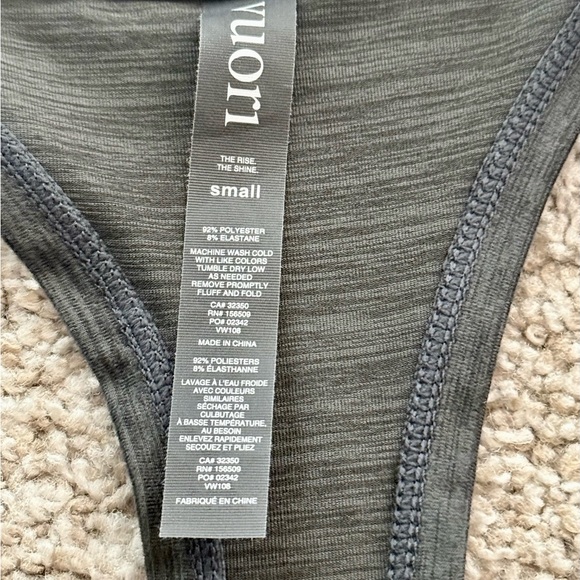 vuori
THE RISE.
THE SHINE.
small
92% POLYESTER
8% ELASTANE
MACHINE WASH COLD
WITH LIKE COLORS
TUMBLE DRY LOW
AS NEEDED
REMOVE PROMPTLY
FLUFF AND FOLD
CA# 32350
RN# 156509
PO# 02342
VW108
MADE IN CHINA
92% POLIESTERS
8% ÉLASTHANNE
LAVAGE À L'EAU FROIDE
AVEC COULEURS
SIMILAIRES
SÉCHAGE PAR
CULBUTAGE
À BASSE TEMPÉRATURE,
AU BESOIN
ENLEVEZ RAPIDEMENT
SECOUEZ ET PLIEZ
CA# 32350
RN# 156509
PO# 02342
VW108
FABRIQUÉ EN CHINE